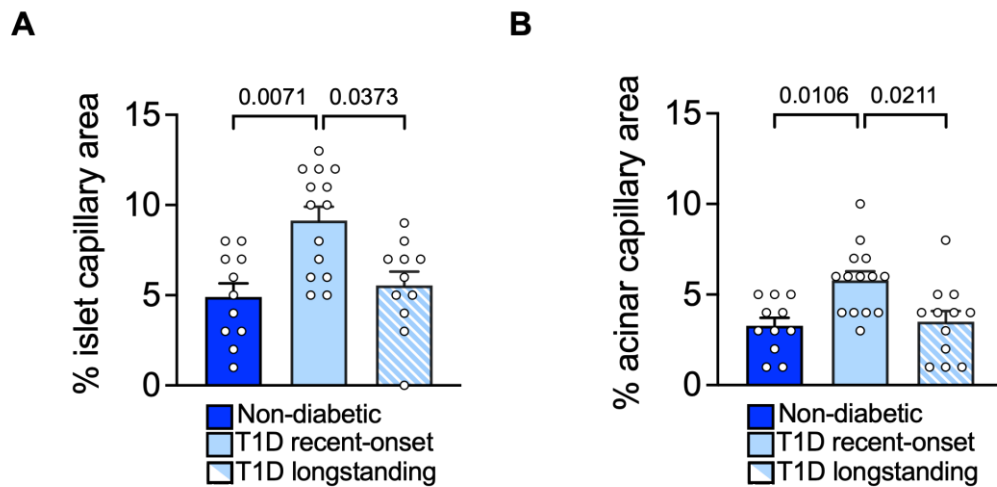 A
% islet capillary area
0.0071 0.0373
15
10
5
0
Non-diabetic
T1D recent-onset
T1D longstanding
B
% acinar capillary area
0.0106 0.0211
15
10
5
0
Non-diabetic
T1D recent-onset
T1D longstanding